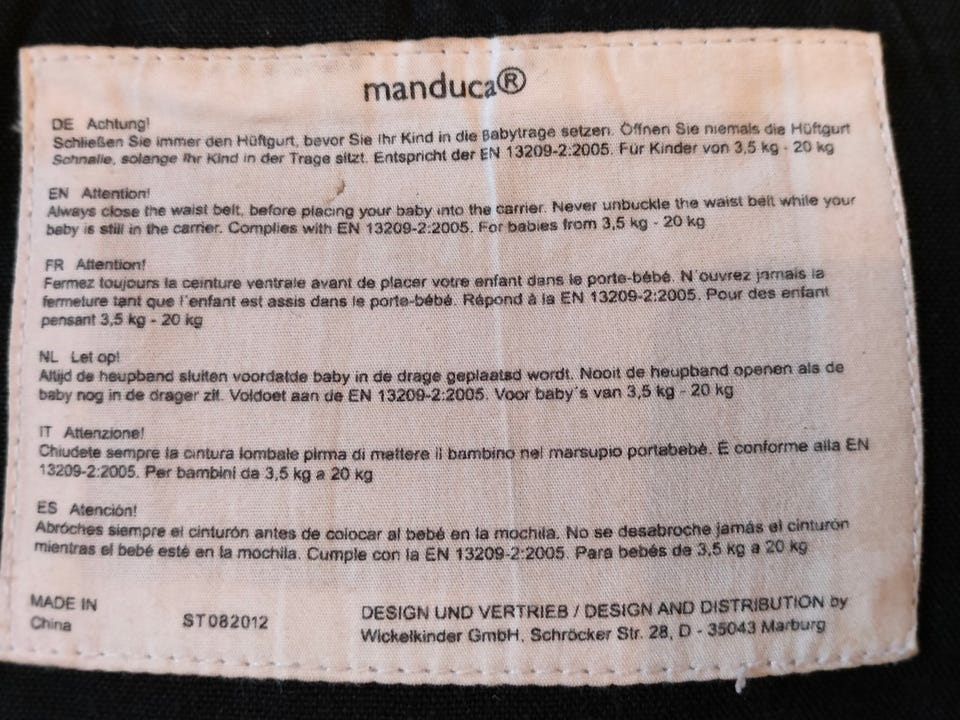 manduca®
DE Achtung!
Schließen Sie immer den Hüftgurt, bevor Sie Ihr Kind in die Babytrage setzen. Öffnen Sie niemals die Hüftgurt
Schnalle, solange Ihr Kind in der Trage sitzt. Entspricht der EN 13209-2:2005. Für Kinder von 3,5 kg - 20 kg
EN Attention!
Always close the waist belt, before placing your baby into the carrier. Never unbuckle the waist belt while your
baby is still in the carrier. Complies with EN 13209-2:2005. For babies from 3,5 kg - 20 kg
FR Attention!
Fermez toujours la ceinture ventrale avant de placer votre enfant dans le porte-bébé. N´ouvrez jamais la
fermeture tant que l´enfant est assis dans le porte-bébé. Répond à la EN 13209-2:2005. Pour des enfant
pensant 3,5 kg - 20 kg
NL Let op!
Altijd de heupband sluiten voordatde baby in de drage geplaatsd wordt. Nooit de heupband openen als de
baby nog in de drager zit. Voldoet aan de EN 13209-2:2005. Voor baby´s van 3,5 kg - 20 kg
IT Attenzione!
Chiudete sempre la cintura lombale pirma di mettere il bambino nel marsupio portabebè. E conforme alla EN
13209-2:2005. Per bambini da 3,5 kg a 20 kg
ES Atención!
Abroches siempre el cinturón antes de colocar al bebé en la mochila. No se desabroche jamás el cinturón
mientras el bebé esté en la mochila. Cumple con la EN 13209-2:2005. Para bebés de 3,5 kg a 20 kg
MADE IN
China
ST082012
DESIGN UND VERTRIEB / DESIGN AND DISTRIBUTION by
Wickelkinder GmbH, Schröcker Str. 28, D - 35043 Marburg